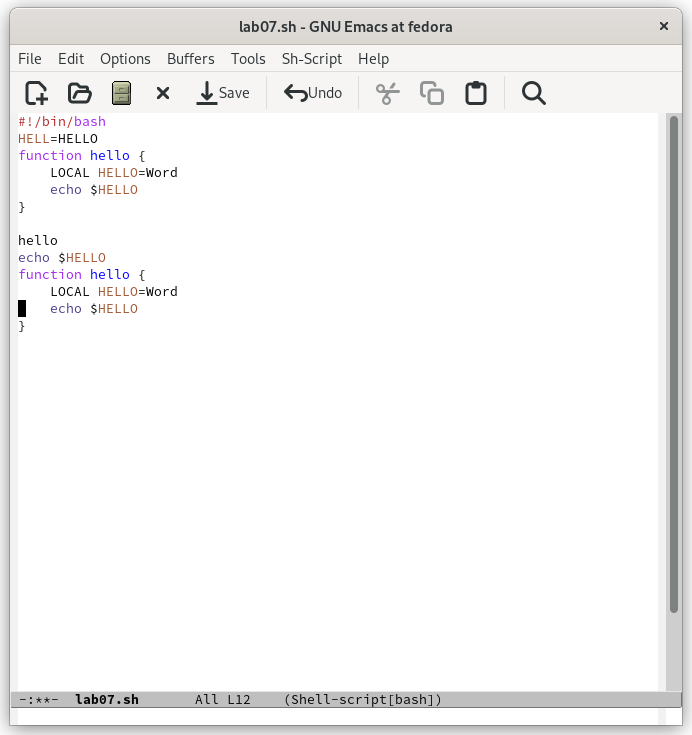 lab07.sh - GNU Emacs at fedora
File Edit Options Buffers Tools Sh-Script Help
Save Undo
#!/bin/bash
HELL=HELLO
function hello {
    LOCAL HELLO=Word
    echo $HELLO
}

hello
echo $HELLO
function hello {
    LOCAL HELLO=Word
    echo $HELLO
}
-:**-  lab07.sh       All L12    (Shell-script[bash])